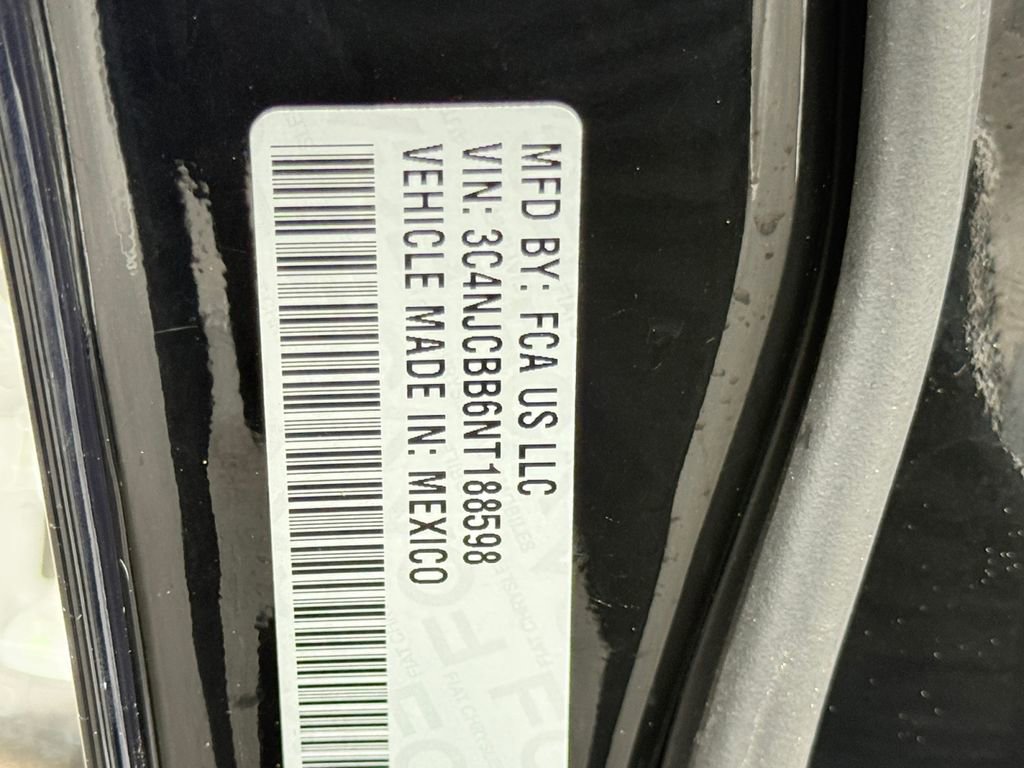 MFD BY: FCA US LLC
VIN: 3C4NJCBB6NT188598
VEHICLE MADE IN: MEXICO